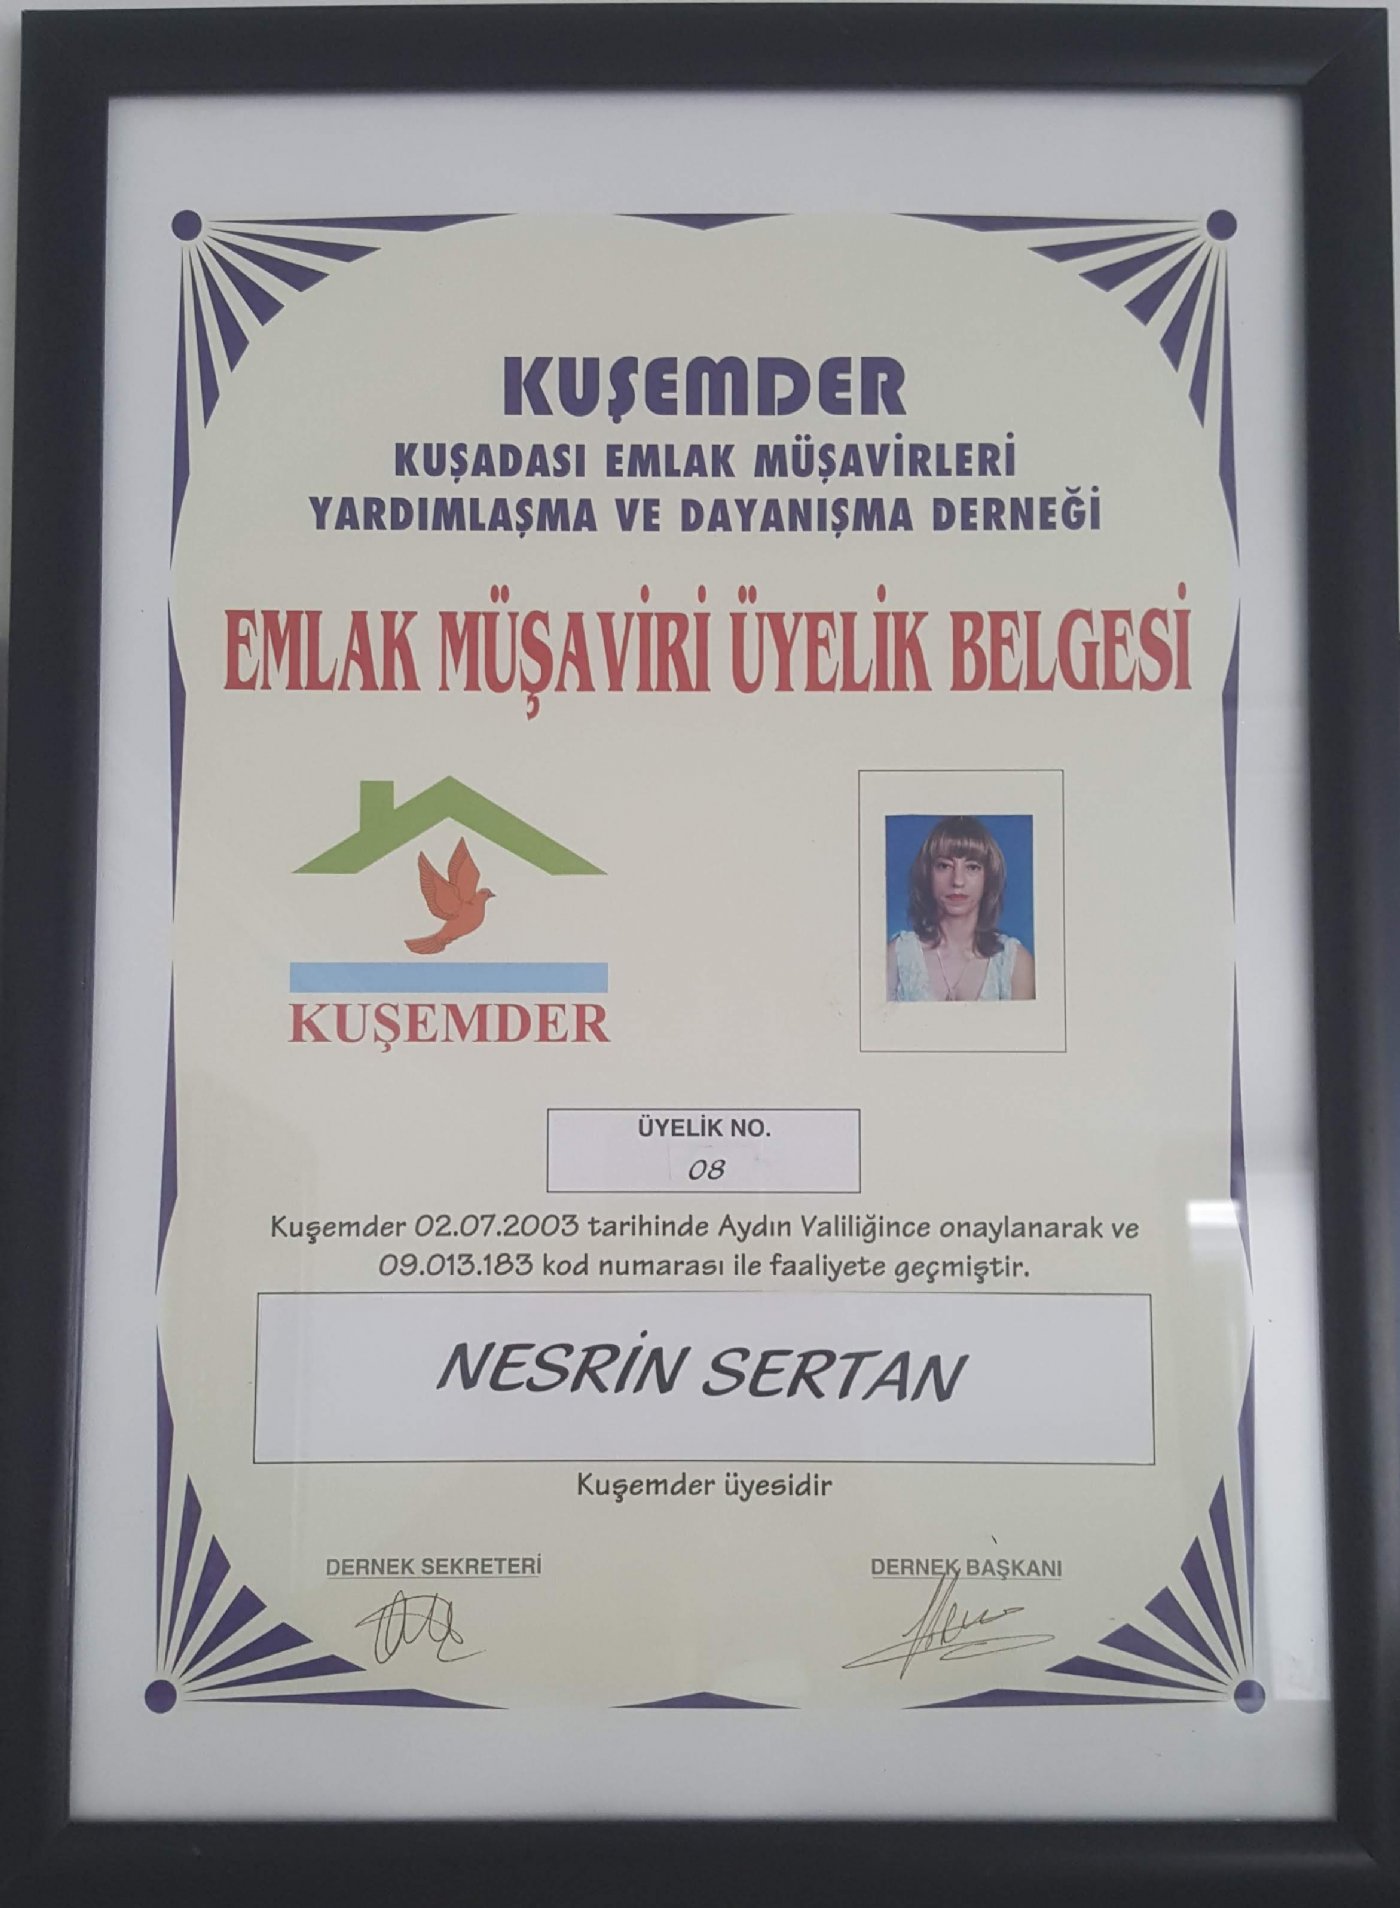 KUŞEMDER
KUŞADASI EMLAK MÜŞAVİRLERİ
YARDIMLAŞMA VE DAYANIŞMA DERNEĞİ
EMLAK MÜŞAVİRİ ÜYELİK BELGESİ
KUŞEMDER
ÜYELİK NO.
08
Kuşemder 02.07.2003 tarihinde Aydın Valiliğince onaylanarak ve
09.013.183 kod numarası ile faaliyete geçmiştir.
NESRİN SERTAN
Kuşemder üyesidir
DERNEK SEKRETERİ
DERNEK BAŞKANI